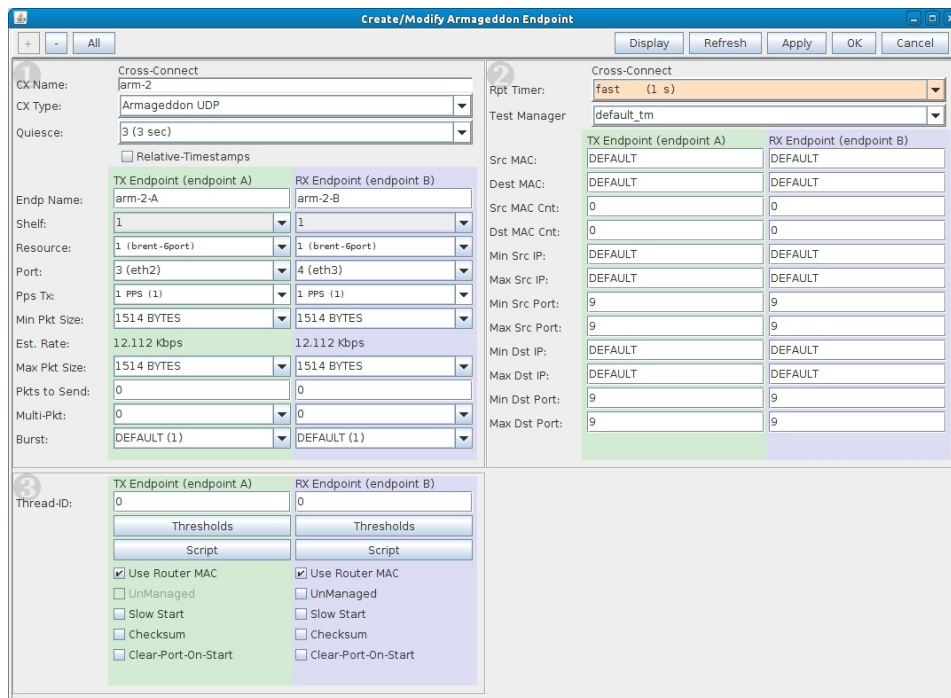 Create/Modify Armageddon Endpoint
+ - All Display Refresh Apply OK Cancel
1
Cross-Connect
CX Name: arm-2
CX Type: Armageddon UDP
Quiesce: 3 (3 sec)
Relative-Timestamps
TX Endpoint (endpoint A) RX Endpoint (endpoint B)
Endp Name: arm-2-A arm-2-B
Shelf: 1 1
Resource: 1 (brent-6port) 1 (brent-6port)
Port: 3 (eth2) 4 (eth3)
Pps Tx: 1 PPS (1) 1 PPS (1)
Min Pkt Size: 1514 BYTES 1514 BYTES
Est. Rate: 12.112 Kbps 12.112 Kbps
Max Pkt Size: 1514 BYTES 1514 BYTES
Pkts to Send: 0 0
Multi-Pkt: 0 0
Burst: DEFAULT (1) DEFAULT (1)
2
Cross-Connect
Rpt Timer: fast (1 s)
Test Manager default_tm
TX Endpoint (endpoint A) RX Endpoint (endpoint B)
Src MAC: DEFAULT DEFAULT
Dest MAC: DEFAULT DEFAULT
Src MAC Cnt: 0 0
Dst MAC Cnt: 0 0
Min Src IP: DEFAULT DEFAULT
Max Src IP: DEFAULT DEFAULT
Min Src Port: 9 9
Max Src Port: 9 9
Min Dst IP: DEFAULT DEFAULT
Max Dst IP: DEFAULT DEFAULT
Min Dst Port: 9 9
Max Dst Port: 9 9
3
TX Endpoint (endpoint A) RX Endpoint (endpoint B)
Thread-ID: 0 0
Thresholds Thresholds
Script Script
Use Router MAC Use Router MAC
UnManaged UnManaged
Slow Start Slow Start
Checksum Checksum
Clear-Port-On-Start Clear-Port-On-Start